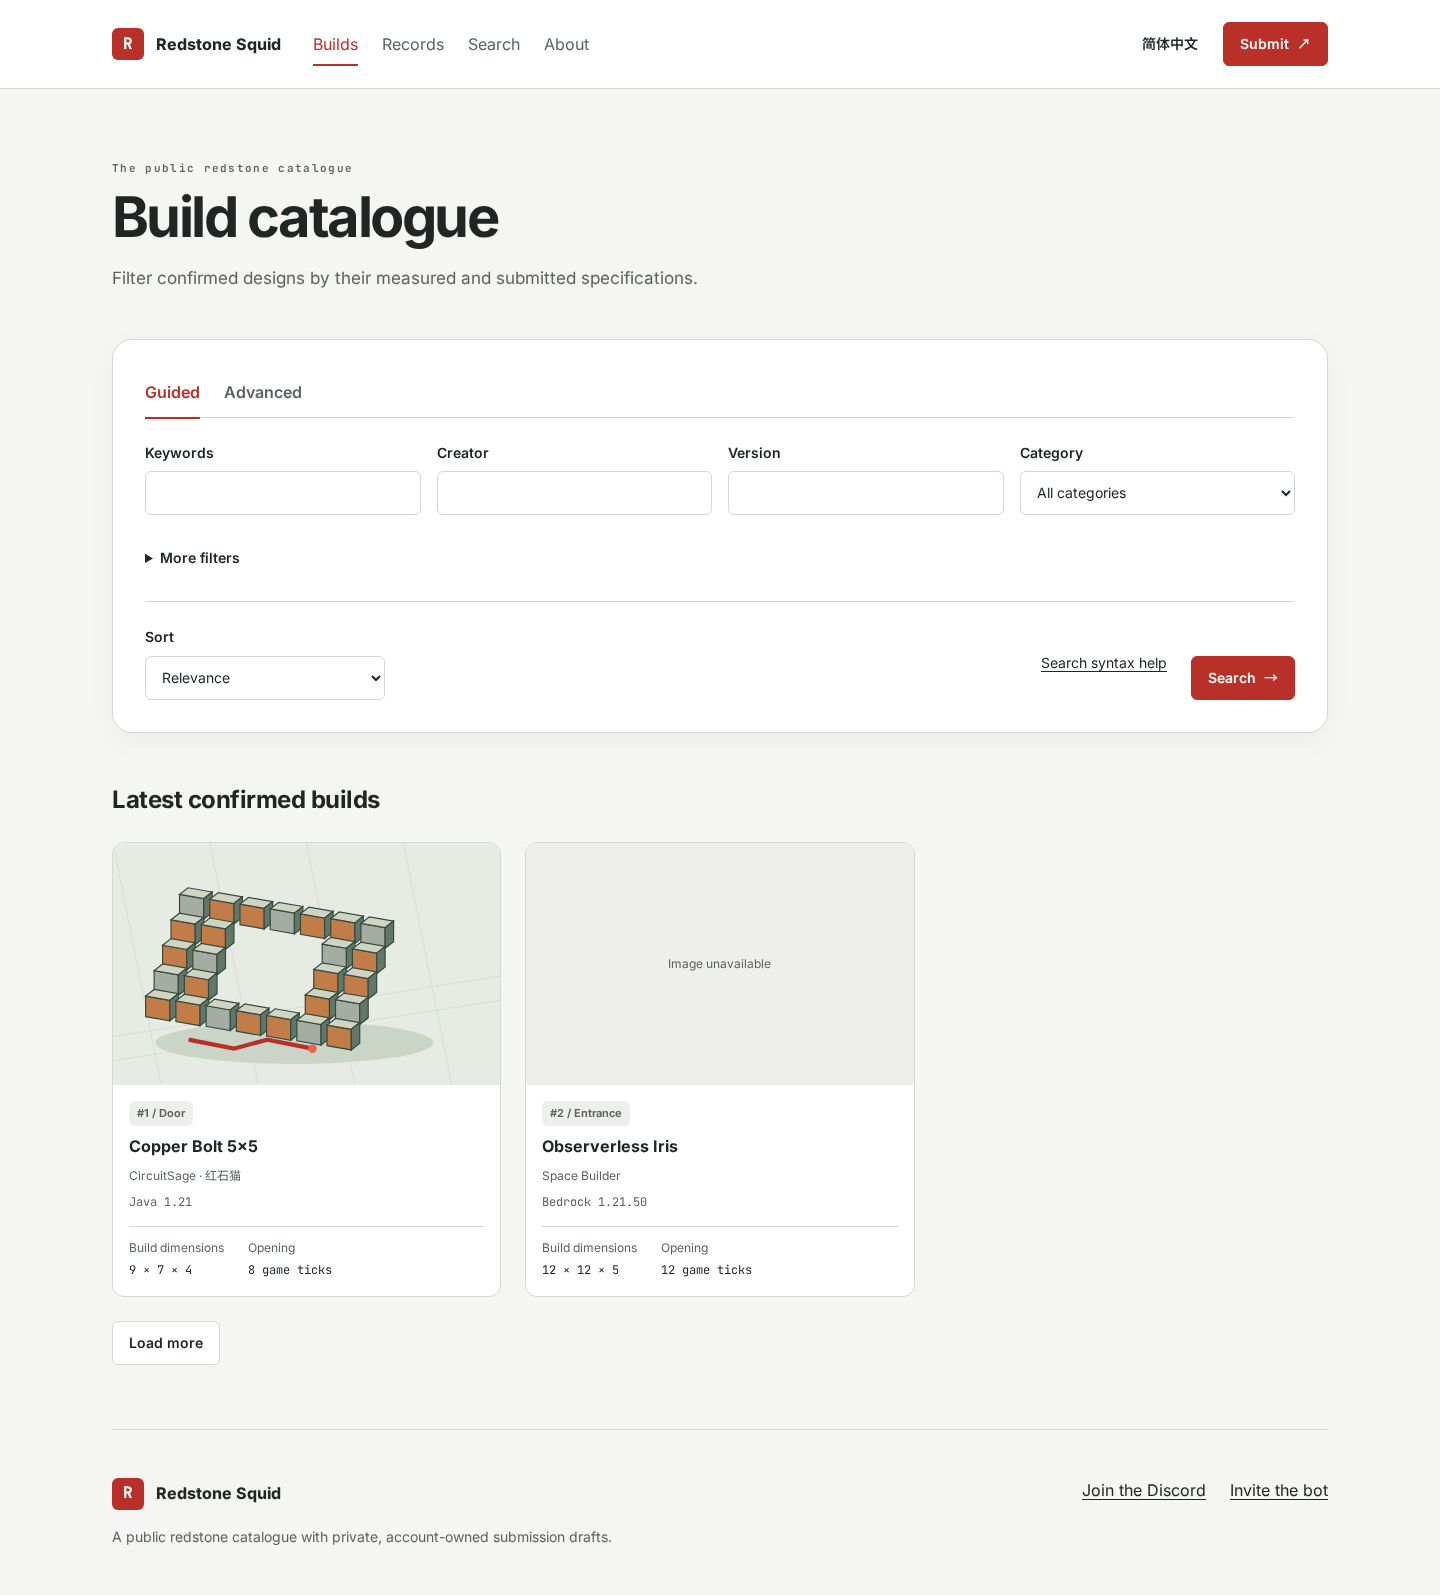 R Redstone Squid Builds Records Search About 简体中文 Submit ↗
The public redstone catalogue
Build catalogue
Filter confirmed designs by their measured and submitted specifications.
Guided Advanced
Keywords Creator Version Category
All categories
▶ More filters
Sort
Relevance Search syntax help Search →
Latest confirmed builds
Image unavailable
#1 / Door
Copper Bolt 5×5
CircuitSage · 红石猫
Java 1.21
Build dimensions Opening
9 × 7 × 4 8 game ticks
#2 / Entrance
Observerless Iris
Space Builder
Bedrock 1.21.50
Build dimensions Opening
12 × 12 × 5 12 game ticks
Load more
R Redstone Squid Join the Discord Invite the bot
A public redstone catalogue with private, account-owned submission drafts.